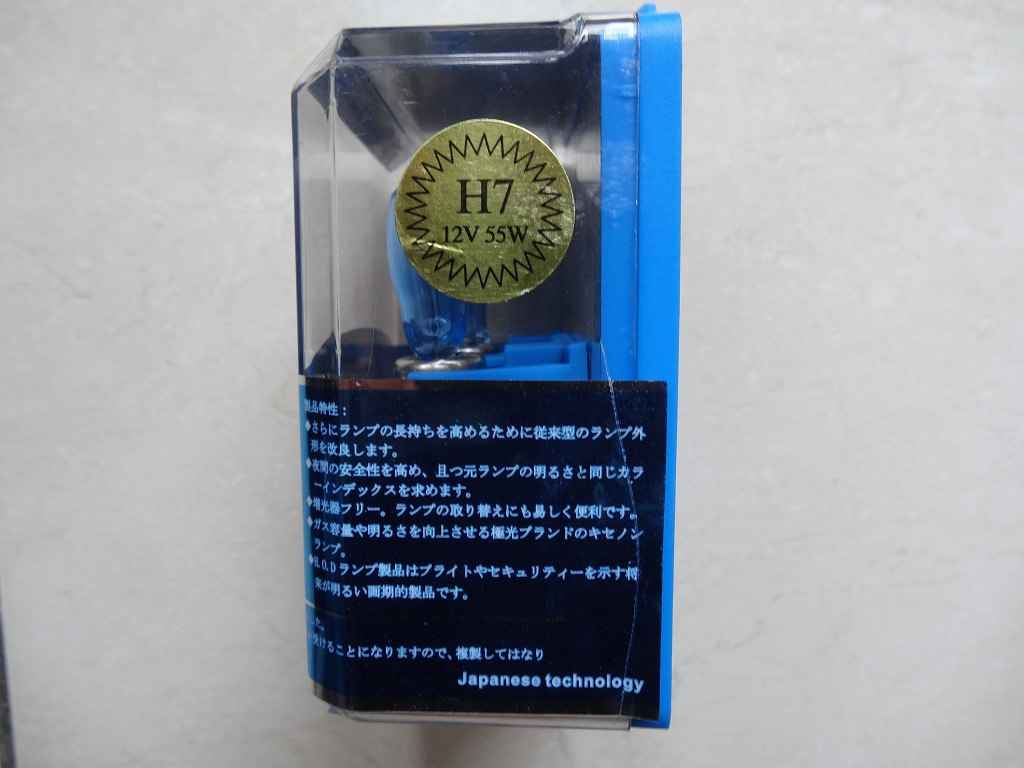 H7
12V 55W
製品特性：
◆さらにランプの長持ちを高めるために従来型のランプ外
形を改良します。
◆夜間の安全性を高め、且つ元ランプの明るさと同じカラ
ーインデックスを求めます。
◆増光器フリー。ランプの取り替えにも易しく便利です。
◆ガス容量や明るさを向上させる極光ブランドのキセノン
ランプ。
◆H.O.Dランプ製品はブライトやセキュリティーを示す将
来が明るい画期的製品です。
た。
受けることになりますので、複製してはなり
Japanese technology